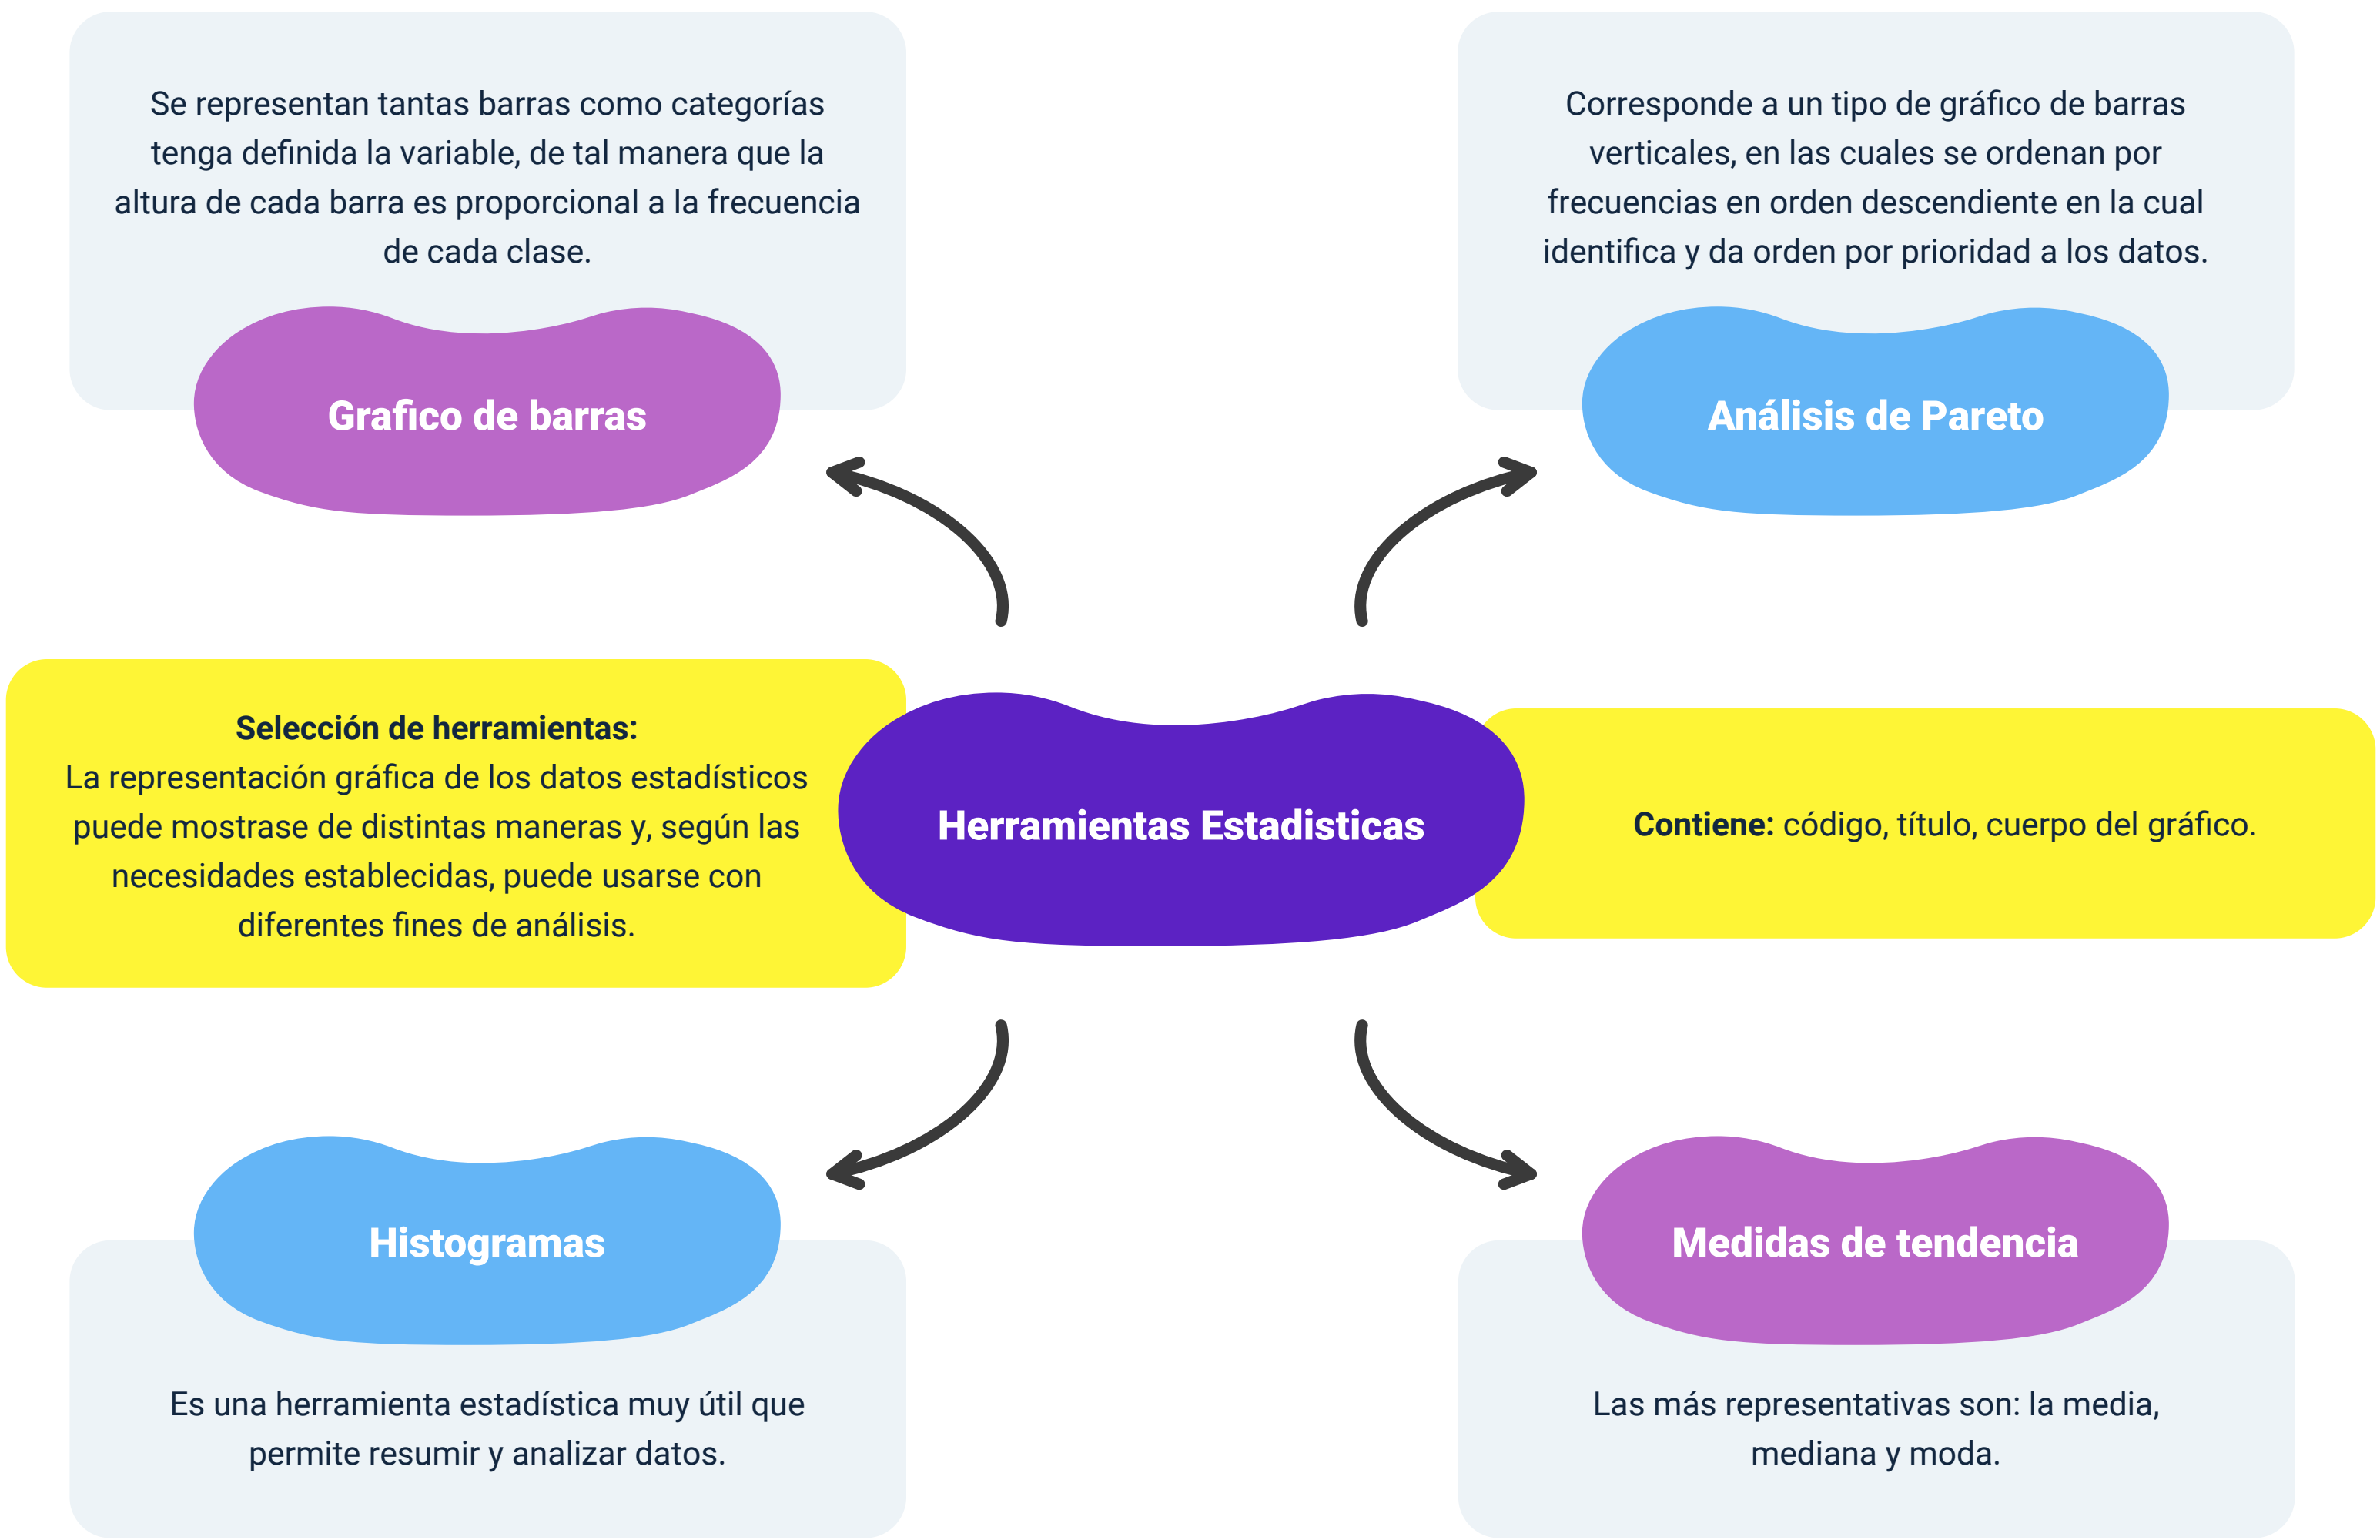 Se representan tantas barras como categorías
tenga definida la variable, de tal manera que la
altura de cada barra es proporcional a la frecuencia
de cada clase.
Grafico de barras
Corresponde a un tipo de gráfico de barras
verticales, en las cuales se ordenan por
frecuencias en orden descendiente en la cual
identifica y da orden por prioridad a los datos.
Análisis de Pareto
Selección de herramientas:
La representación gráfica de los datos estadísticos
puede mostrase de distintas maneras y, según las
necesidades establecidas, puede usarse con
diferentes fines de análisis.
Herramientas Estadisticas
Contiene: código, título, cuerpo del gráfico.
Histogramas
Es una herramienta estadística muy útil que
permite resumir y analizar datos.
Medidas de tendencia
Las más representativas son: la media,
mediana y moda.